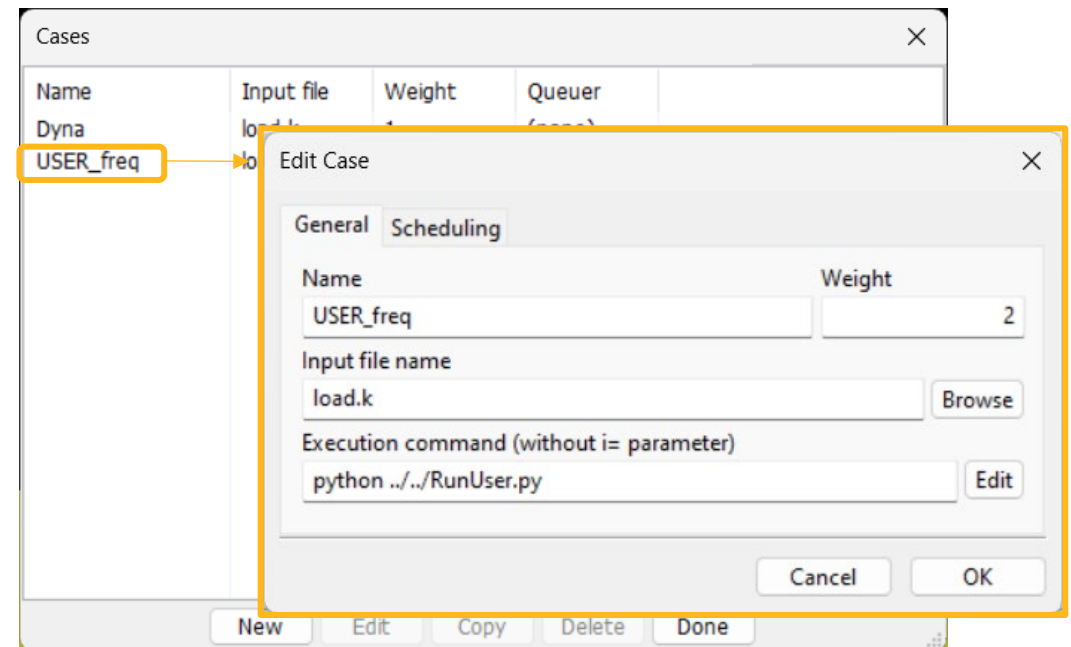 Cases
Name Input file Weight Queuer
Dyna
USER_freq
Edit Case
General Scheduling
Name Weight
USER_freq 2
Input file name
load.k Browse
Execution command (without i= parameter)
python ../../RunUser.py Edit
Cancel OK
New Edit Copy Delete Done